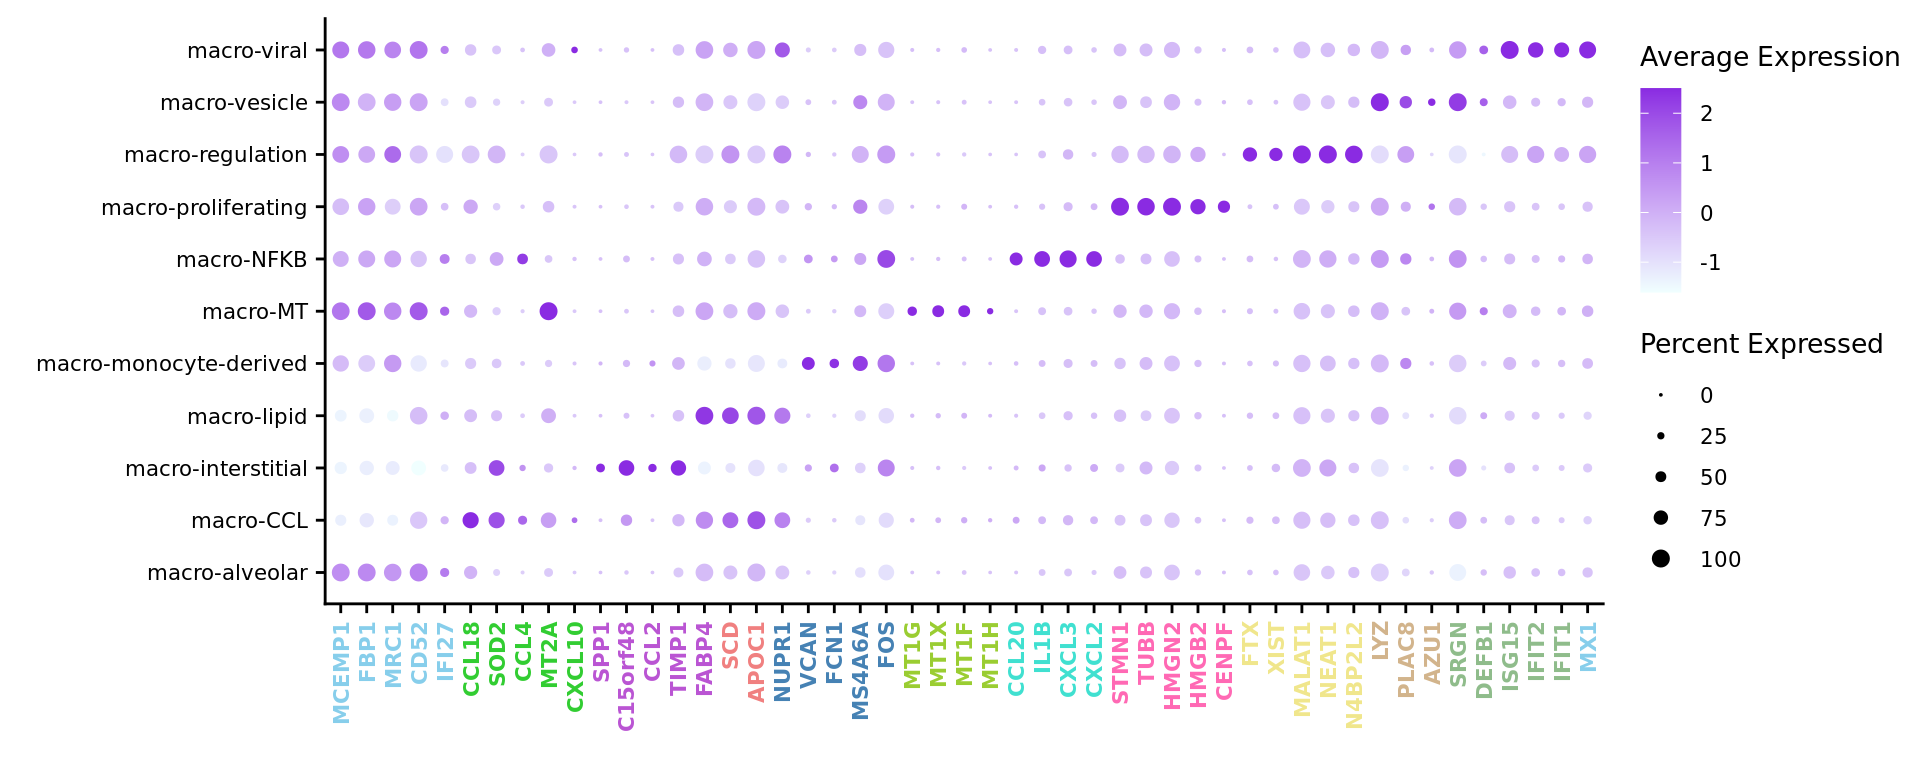 macro-viral
macro-vesicle
macro-regulation
macro-proliferating
macro-NFKB
macro-MT
macro-monocyte-derived
macro-lipid
macro-interstitial
macro-CCL
macro-alveolar
MCEMP1
FBP1
MRC1
CD52
IFI27
CCL18
SOD2
CCL4
MT2A
CXCL10
SPP1
C15orf48
CCL2
TIMP1
FABP4
SCD
APOC1
NUPR1
VCAN
FCN1
MS4A6A
FOS
MT1G
MT1X
MT1F
MT1H
CCL20
IL1B
CXCL3
CXCL2
STMN1
TUBB
HMGN2
HMGB2
CENPF
FTX
XIST
MALAT1
NEAT1
N4BP2L2
LYZ
PLAC8
AZU1
SRGN
DEFB1
ISG15
IFIT2
IFIT1
MX1
Average Expression
2
1
0
-1
Percent Expressed
0
25
50
75
100